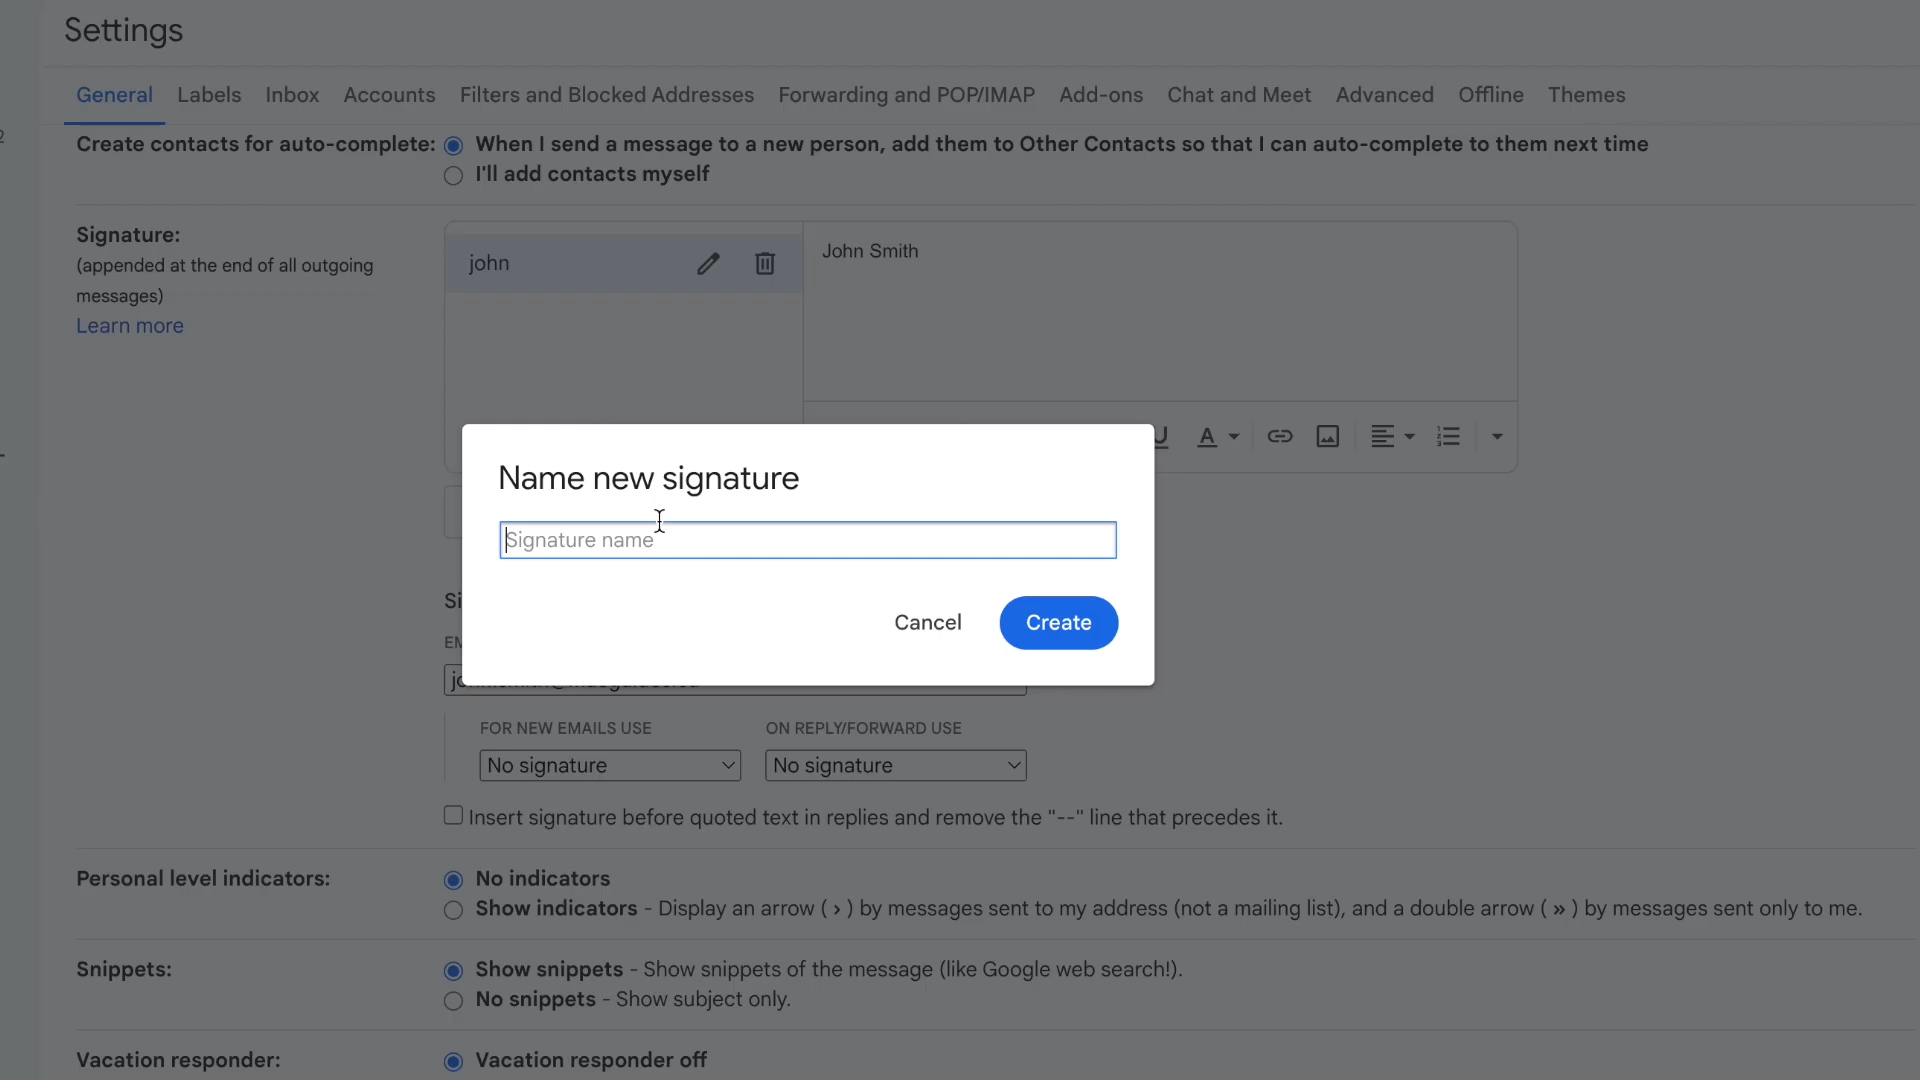 Settings
General Labels Inbox Accounts Filters and Blocked Addresses Forwarding and POP/IMAP Add-ons Chat and Meet Advanced Offline Themes
Create contacts for auto-complete: When I send a message to a new person, add them to Other Contacts so that I can auto-complete to them next time
I'll add contacts myself
Signature:
(appended at the end of all outgoing
messages)
Learn more
john
John Smith
Name new signature
Signature name
Cancel Create
FOR NEW EMAILS USE ON REPLY/FORWARD USE
No signature No signature
Insert signature before quoted text in replies and remove the "--" line that precedes it.
Personal level indicators: No indicators
Show indicators - Display an arrow ( › ) by messages sent to my address (not a mailing list), and a double arrow ( » ) by messages sent only to me.
Snippets: Show snippets - Show snippets of the message (like Google web search!).
No snippets - Show subject only.
Vacation responder: Vacation responder off